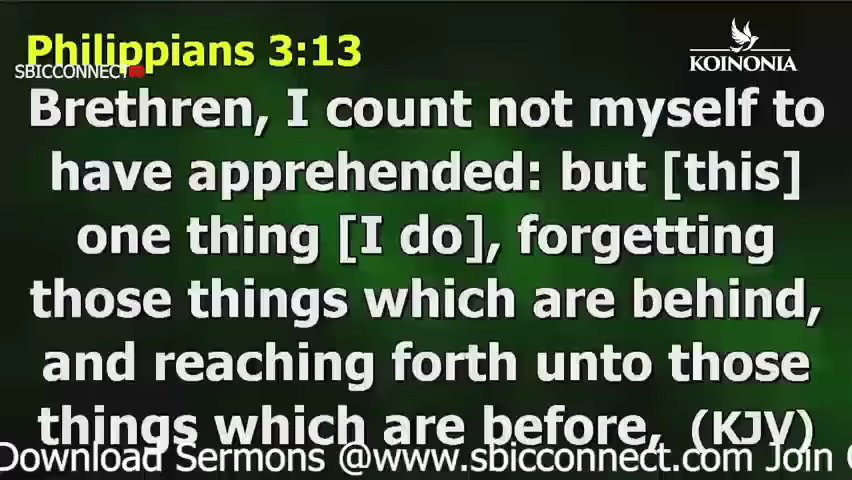 Philippians 3:13
KOINONIA
SBICCONNECT
Brethren, I count not myself to
have apprehended: but [this]
one thing [I do], forgetting
those things which are behind,
and reaching forth unto those
things which are before, (KJV)
Download Sermons @www.sbicconnect.com Join